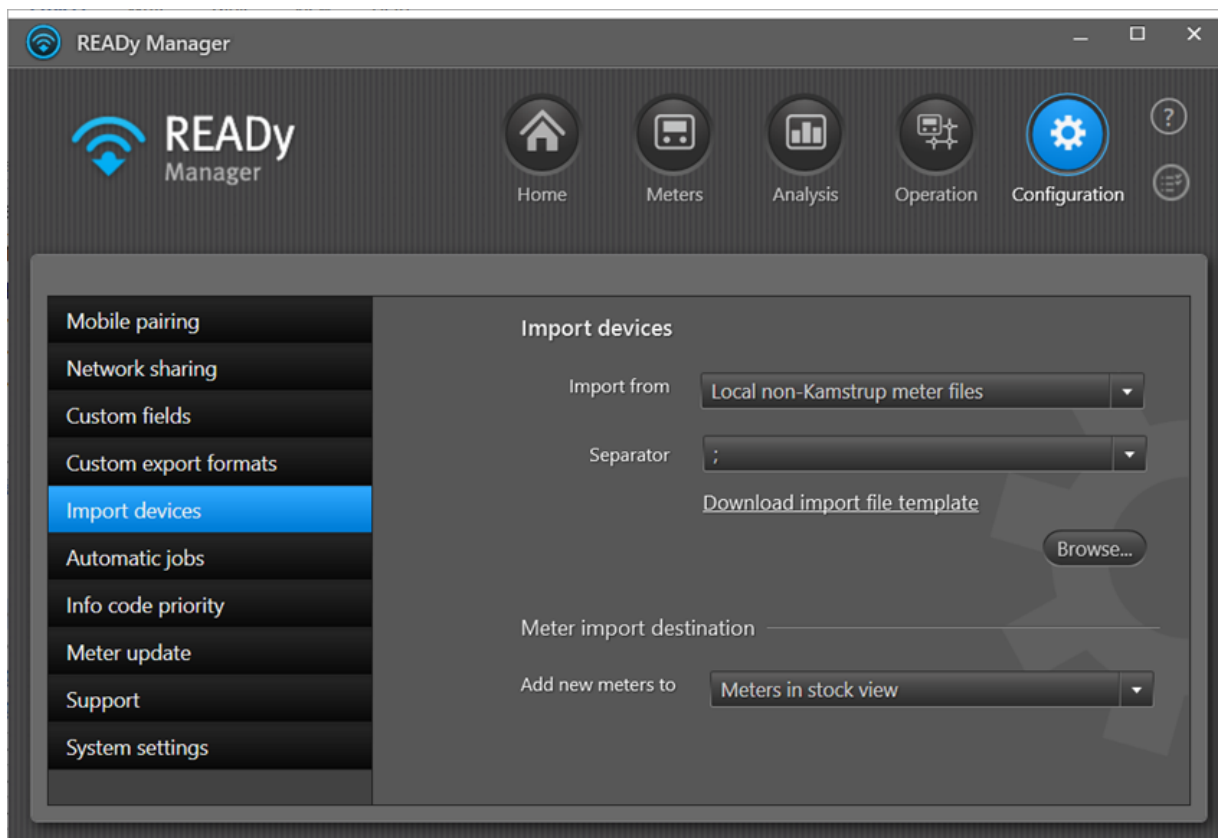 READy Manager
READy
Manager
?
Home
Meters
Analysis
Operation
Configuration
Mobile pairing
Network sharing
Custom fields
Custom export formats
Import devices
Automatic jobs
Info code priority
Meter update
Support
System settings
Import devices
Import from
Local non-Kamstrup meter files
Separator
;
Download import file template
Browse...
Meter import destination
Add new meters to
Meters in stock view